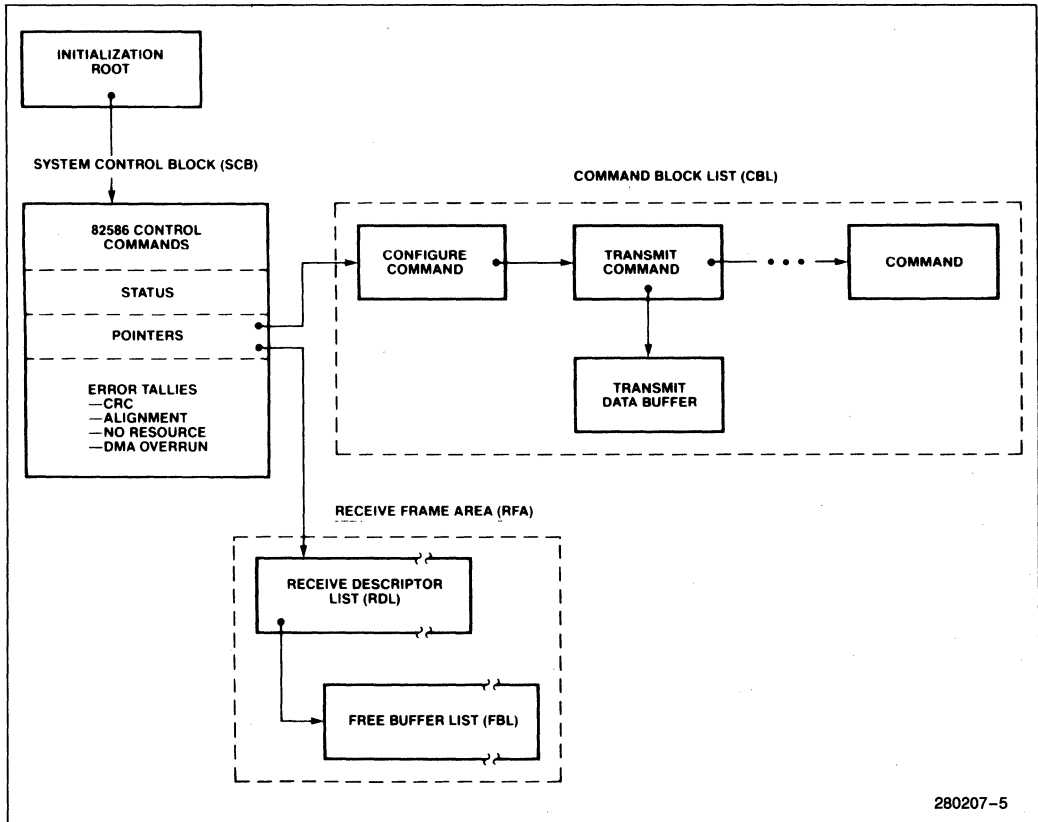 INITIALIZATION
ROOT
SYSTEM CONTROL BLOCK (SCB)
82586 CONTROL
COMMANDS
STATUS
POINTERS
ERROR TALLIES
—CRC
—ALIGNMENT
—NO RESOURCE
—DMA OVERRUN
COMMAND BLOCK LIST (CBL)
CONFIGURE
COMMAND
TRANSMIT
COMMAND
• • •
COMMAND
TRANSMIT
DATA BUFFER
RECEIVE FRAME AREA (RFA)
RECEIVE DESCRIPTOR
LIST (RDL)
FREE BUFFER LIST (FBL)
280207–5